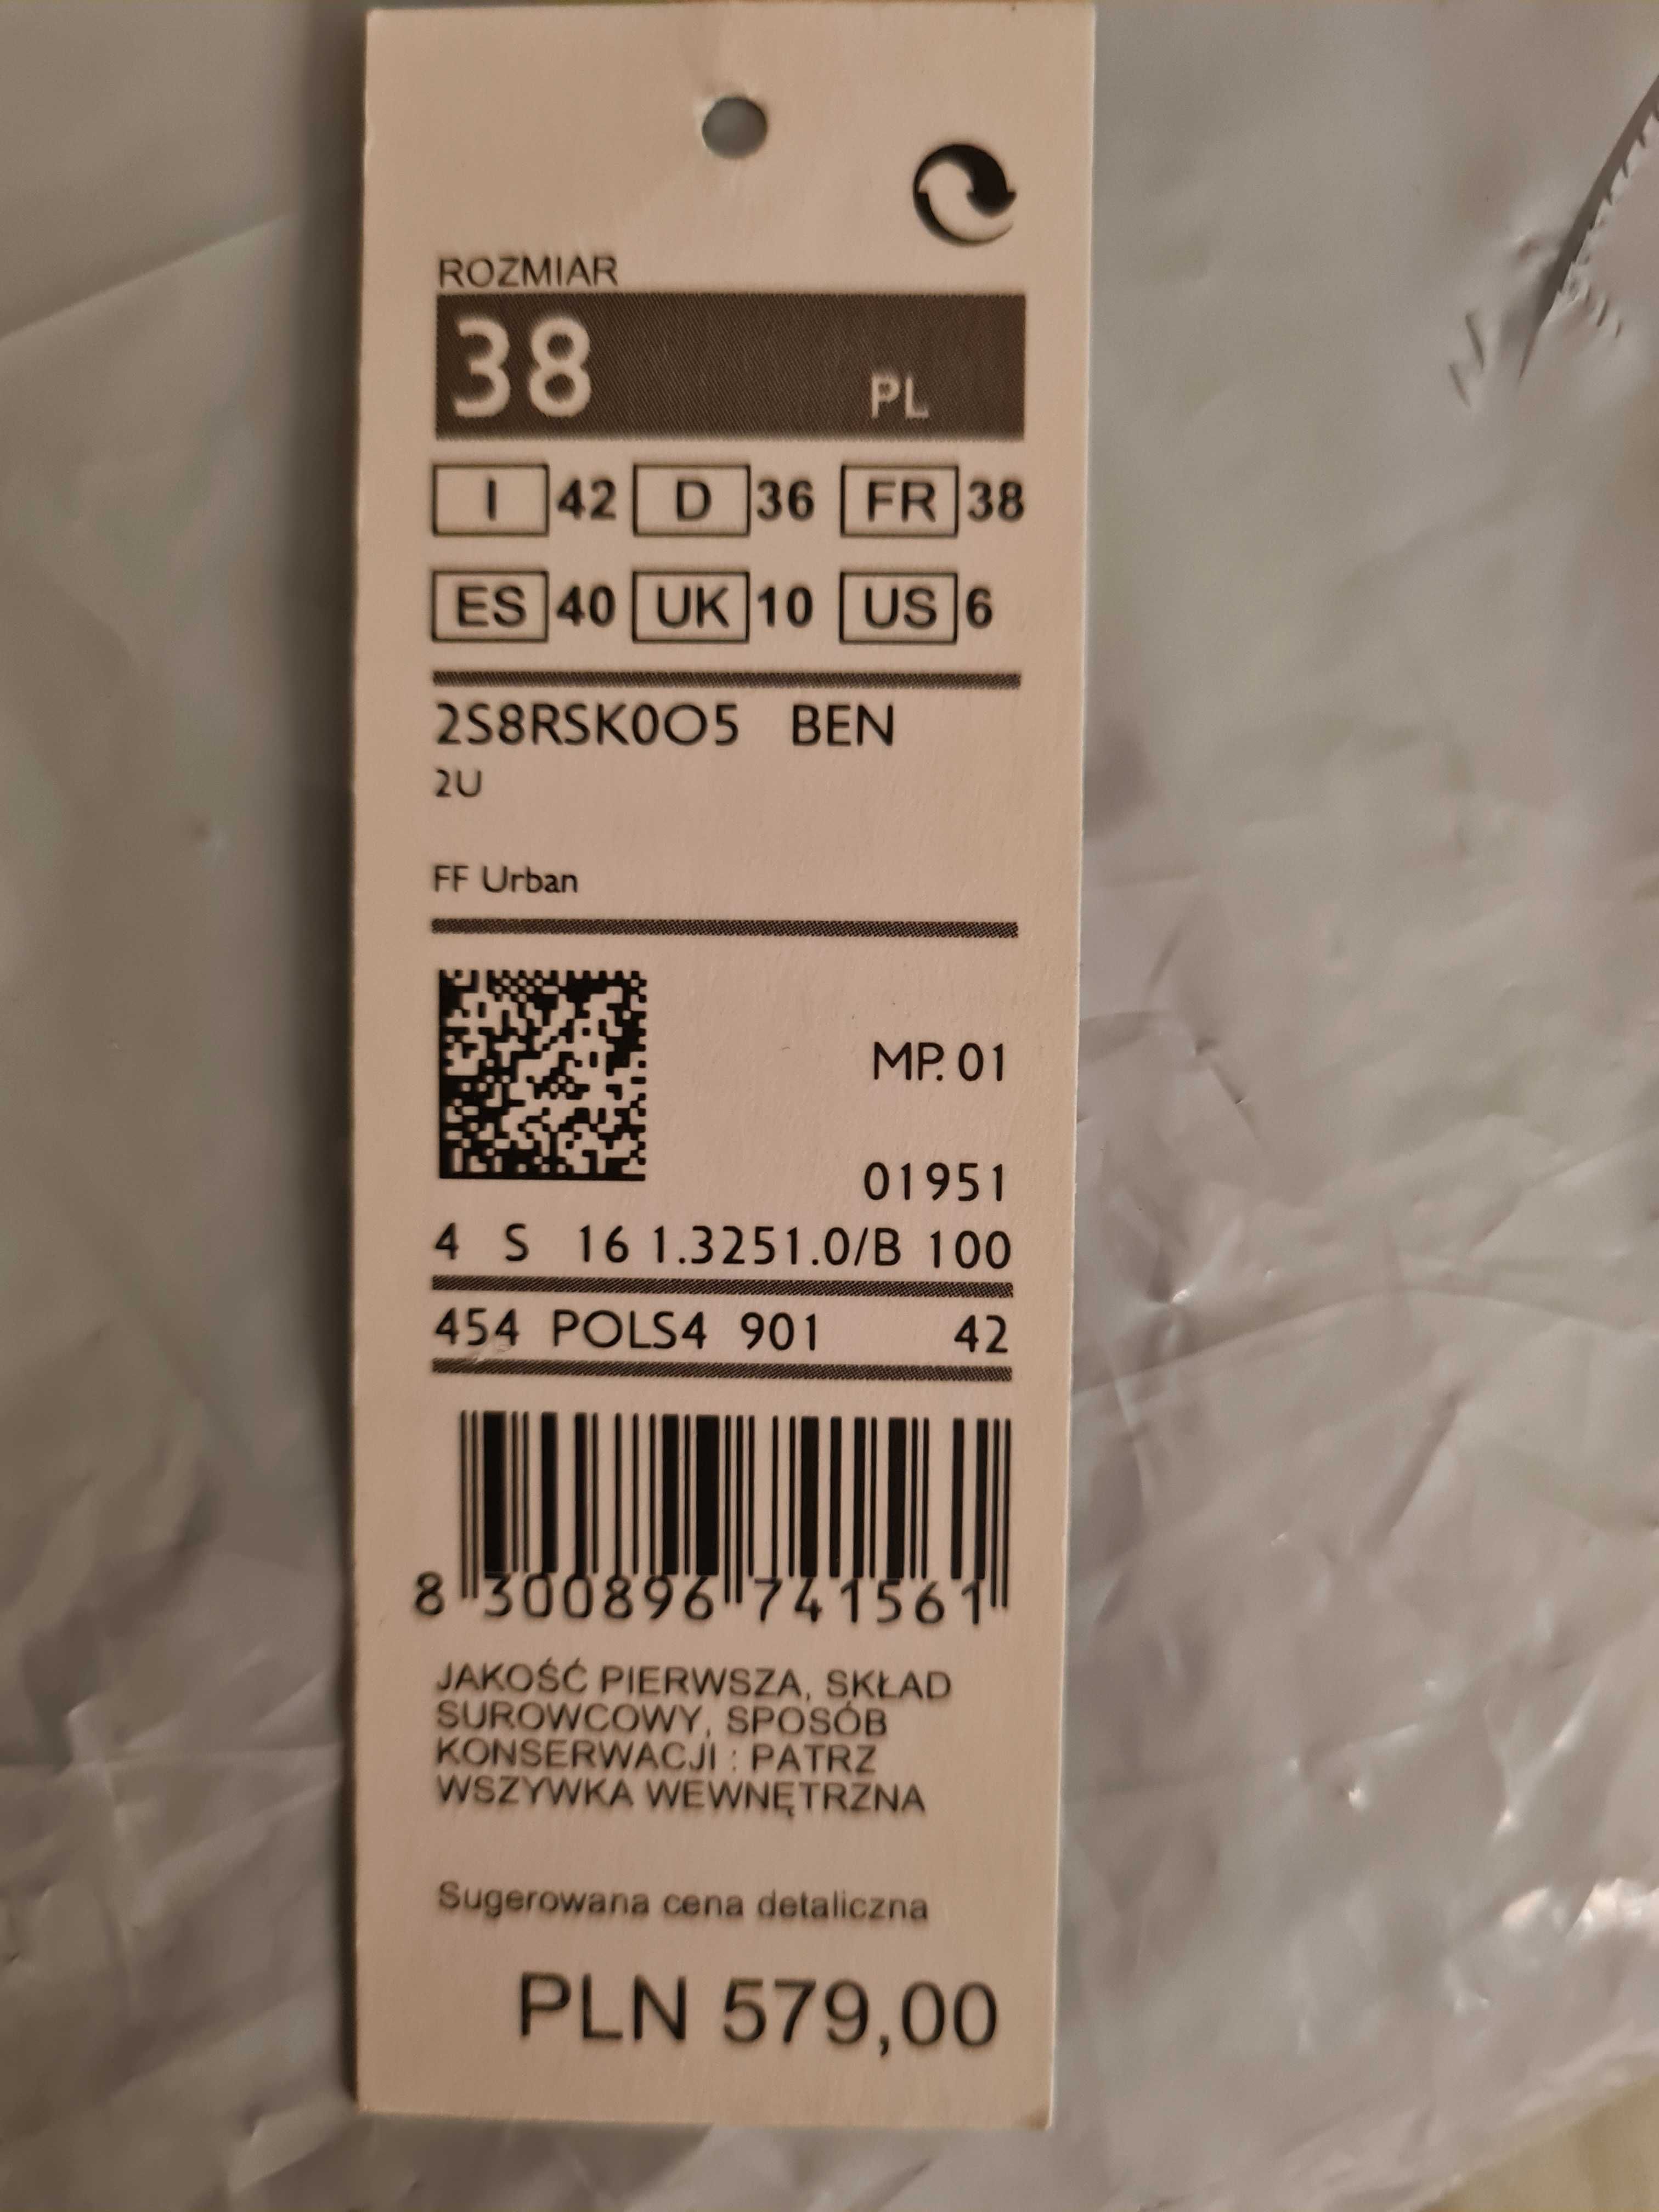 ROZMIAR
38 PL
I 42 D 36 FR 38
ES 40 UK 10 US 6
2S8RSK0O5 BEN
2U
FF Urban
MP. 01
01951
4 S 16 1.3251.0/B 100
454 POLS4 901 42
8 300896 741561
JAKOŚĆ PIERWSZA, SKŁAD
SUROWCOWY, SPOSÓB
KONSERWACJI : PATRZ
WSZYWKA WEWNĘTRZNA
Sugerowana cena detaliczna
PLN 579,00